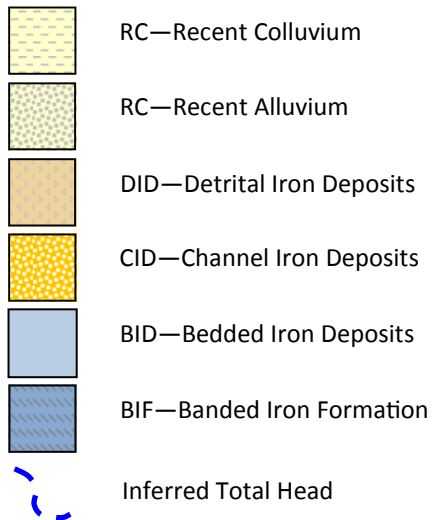 RC—Recent Colluvium
RC—Recent Alluvium
DID—Detrital Iron Deposits
CID—Channel Iron Deposits
BID—Bedded Iron Deposits
BIF—Banded Iron Formation
Inferred Total Head